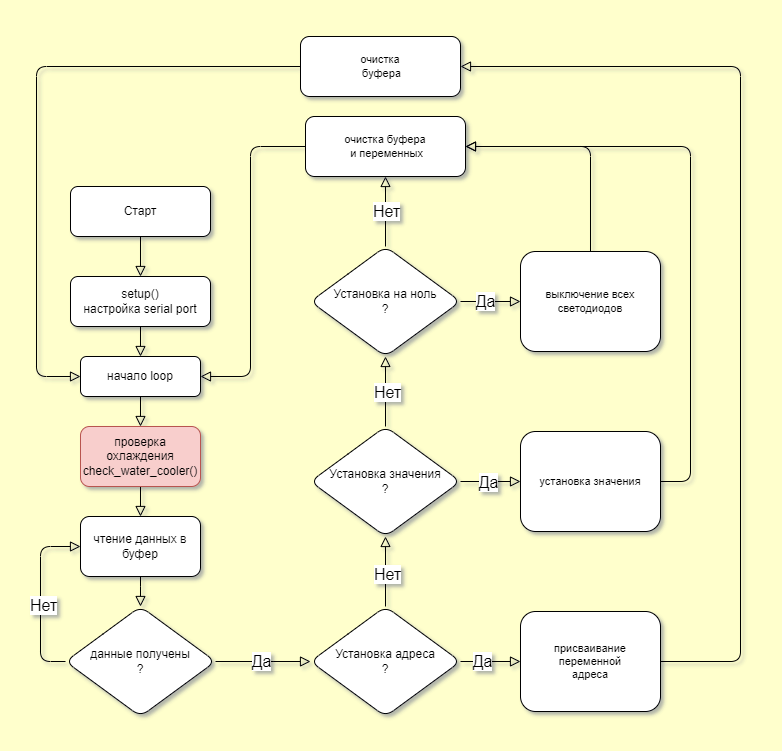 очистка
буфера
очистка буфера
и переменных
Старт
Нет
setup()
настройка serial port
Установка на ноль
?
Да
выключение всех
светодиодов
начало loop
Нет
проверка
охлаждения
check_water_cooler()
Установка значения
?
Да
установка значения
чтение данных в
буфер
Нет
Нет
данные получены
?
Да
Установка адреса
?
Да
присваивание
переменной
адреса